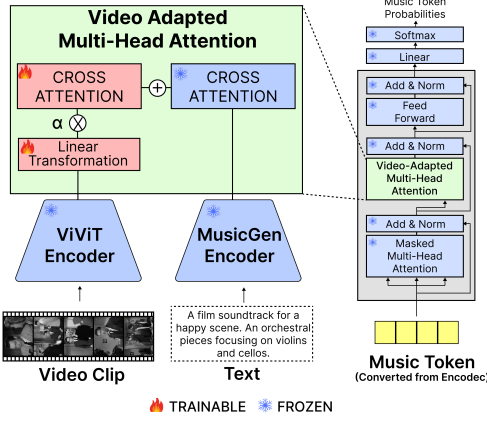 Video Adapted
Multi-Head Attention
CROSS
ATTENTION
CROSS
ATTENTION
α
Linear
Transformation
ViViT
Encoder
MusicGen
Encoder
A film soundtrack for a
happy scene. An orchestral
pieces focusing on violins
and cellos.
Video Clip
Text
Music Token
Probabilities
Softmax
Linear
Add & Norm
Feed
Forward
Add & Norm
Video-Adapted
Multi-Head
Attention
Add & Norm
Masked
Multi-Head
Attention
Music Token
(Converted from Encodec)
TRAINABLE
FROZEN